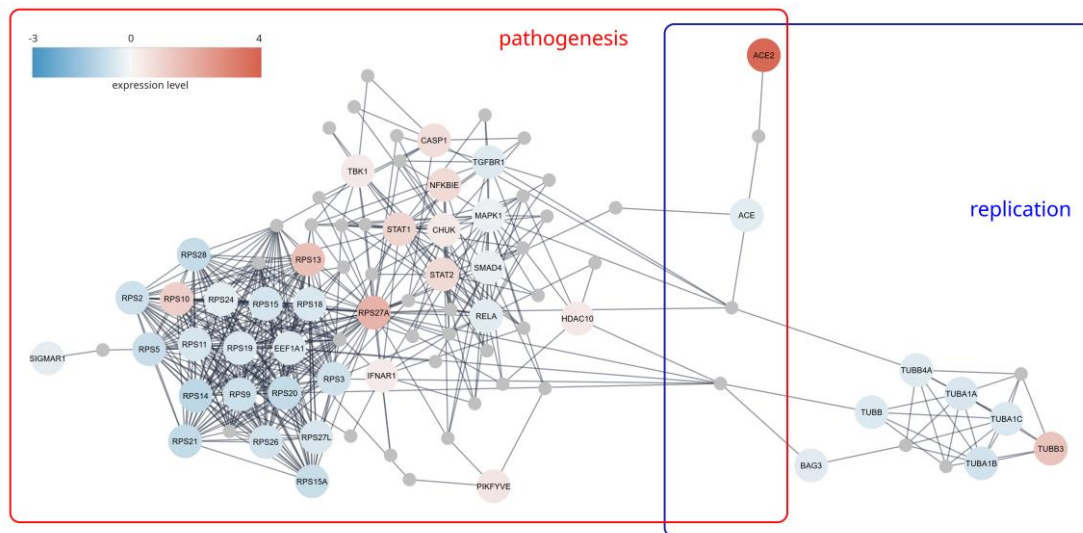 -3 0 4
expression level
pathogenesis
replication
ACE2
CASP1
TGFBR1
TBK1
NFKBIE
MAPK1
ACE
STAT1
CHUK
RPS28
RPS13
STAT2
SMAD4
RPS2
RPS10
RPS24
RPS15
RPS18
RPS27A
RELA
HDAC10
SIGMAR1
RPS5
RPS11
RPS19
EEF1A1
IFNAR1
RPS3
TUBB4A
RPS14
RPS9
RPS20
TUBA1A
TUBB
TUBA1C
RPS21
RPS26
RPS27L
TUBB3
BAG3
TUBA1B
RPS15A
PIKFYVE